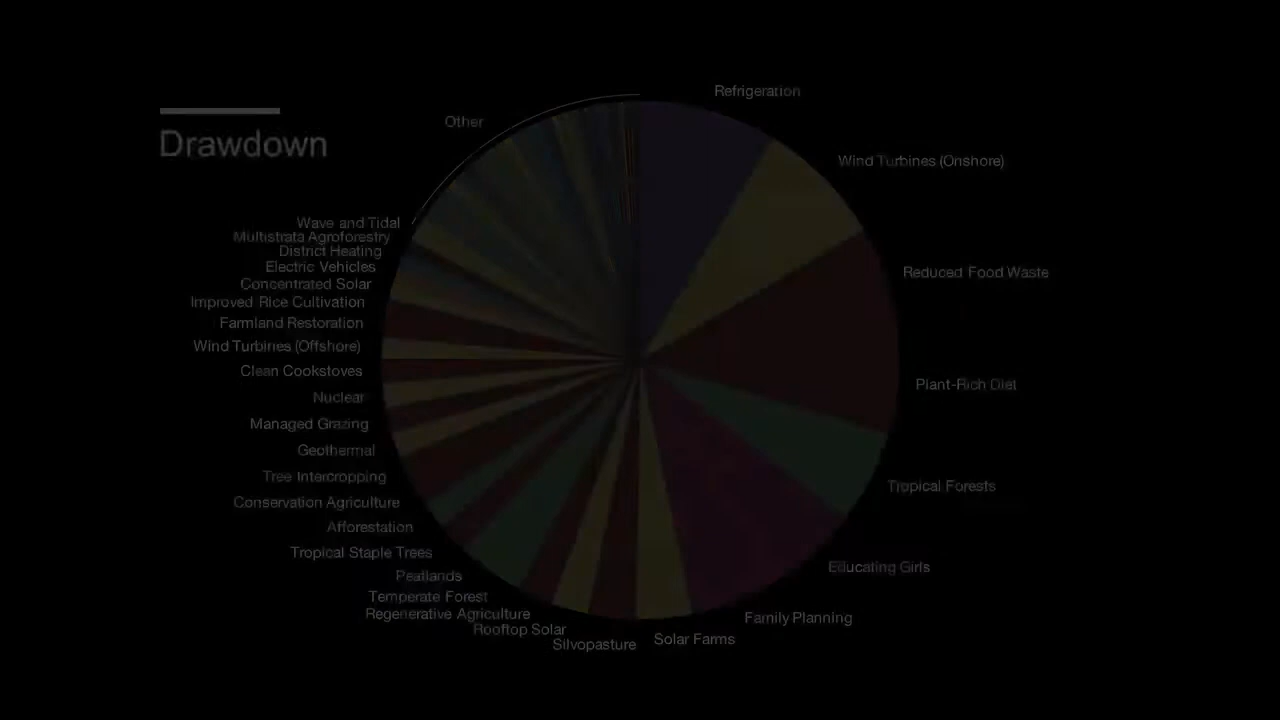 Drawdown
Refrigeration
Wind Turbines (Onshore)
Reduced Food Waste
Plant-Rich Diet
Tropical Forests
Educating Girls
Family Planning
Solar Farms
Silvopasture
Rooftop Solar
Regenerative Agriculture
Temperate Forest
Peatlands
Tropical Staple Trees
Afforestation
Conservation Agriculture
Tree Intercropping
Geothermal
Managed Grazing
Nuclear
Clean Cookstoves
Wind Turbines (Offshore)
Farmland Restoration
Improved Rice Cultivation
Concentrated Solar
Electric Vehicles
District Heating
Multistrata Agroforestry
Wave and Tidal
Other